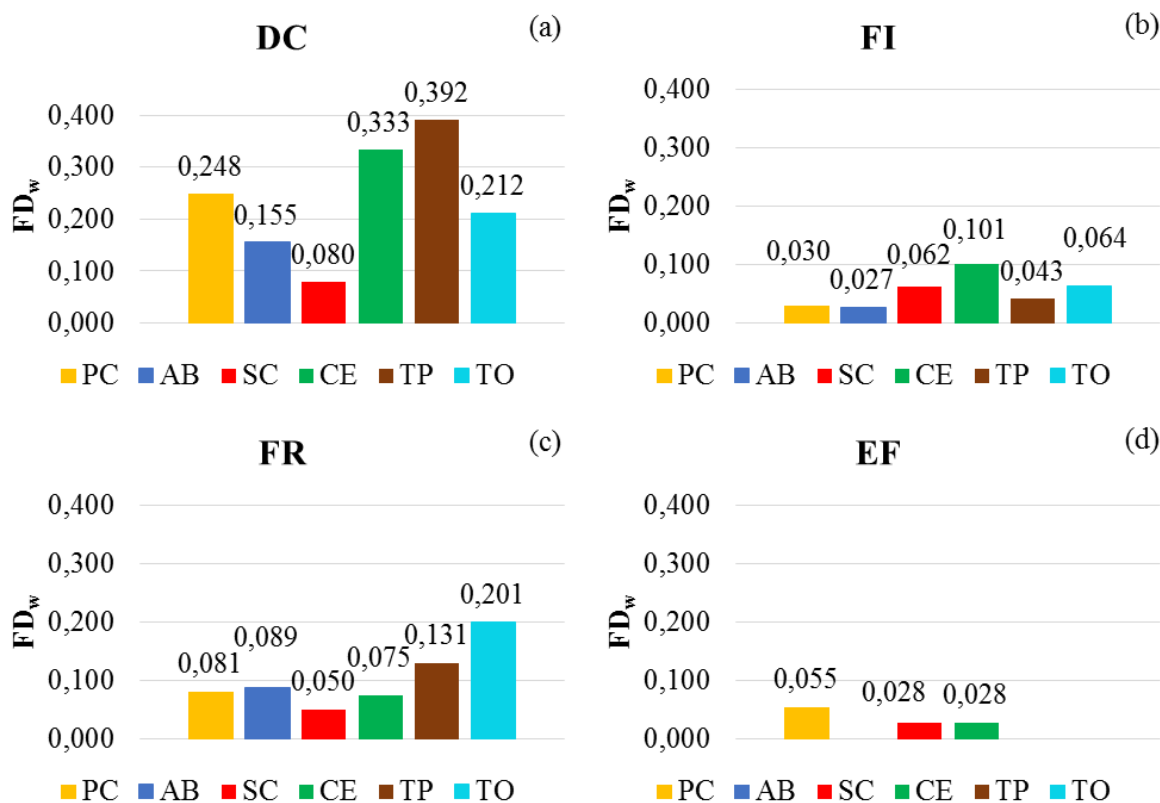 DC
(a)
0,400
0,300
0,200
0,100
0,000
FD_w
0,248
0,155
0,080
0,333
0,392
0,212
PC AB SC CE TP TO
FI
(b)
0,400
0,300
0,200
0,100
0,000
FD_w
0,030
0,027
0,062
0,101
0,043
0,064
PC AB SC CE TP TO
FR
(c)
0,400
0,300
0,200
0,100
0,000
FD_w
0,081
0,089
0,050
0,075
0,131
0,201
PC AB SC CE TP TO
EF
(d)
0,400
0,300
0,200
0,100
0,000
FD_w
0,055
0,028
0,028
PC AB SC CE TP TO